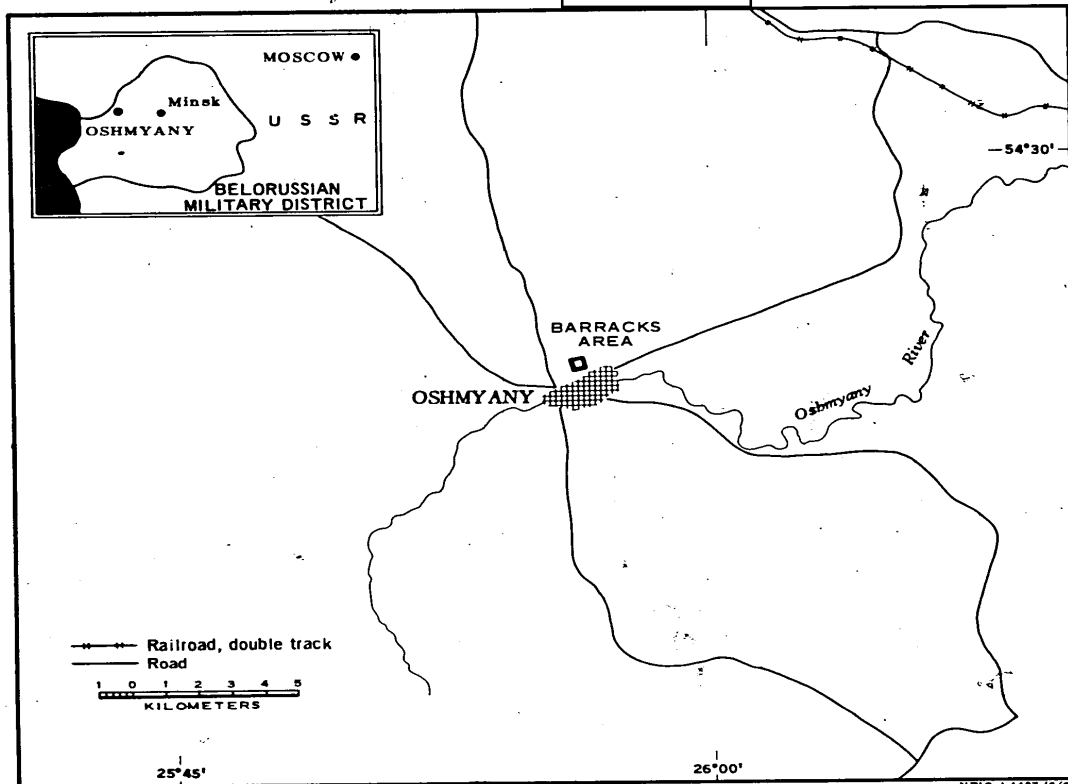 MOSCOW
Minsk
U S S R
OSHMYANY
BELORUSSIAN
MILITARY DISTRICT
54°30'
BARRACKS
AREA
OSHMYANY
River
Oshmyany
Railroad, double track
Road
1 0 1 2 3 4 5
KILOMETERS
25°45'
26°00'